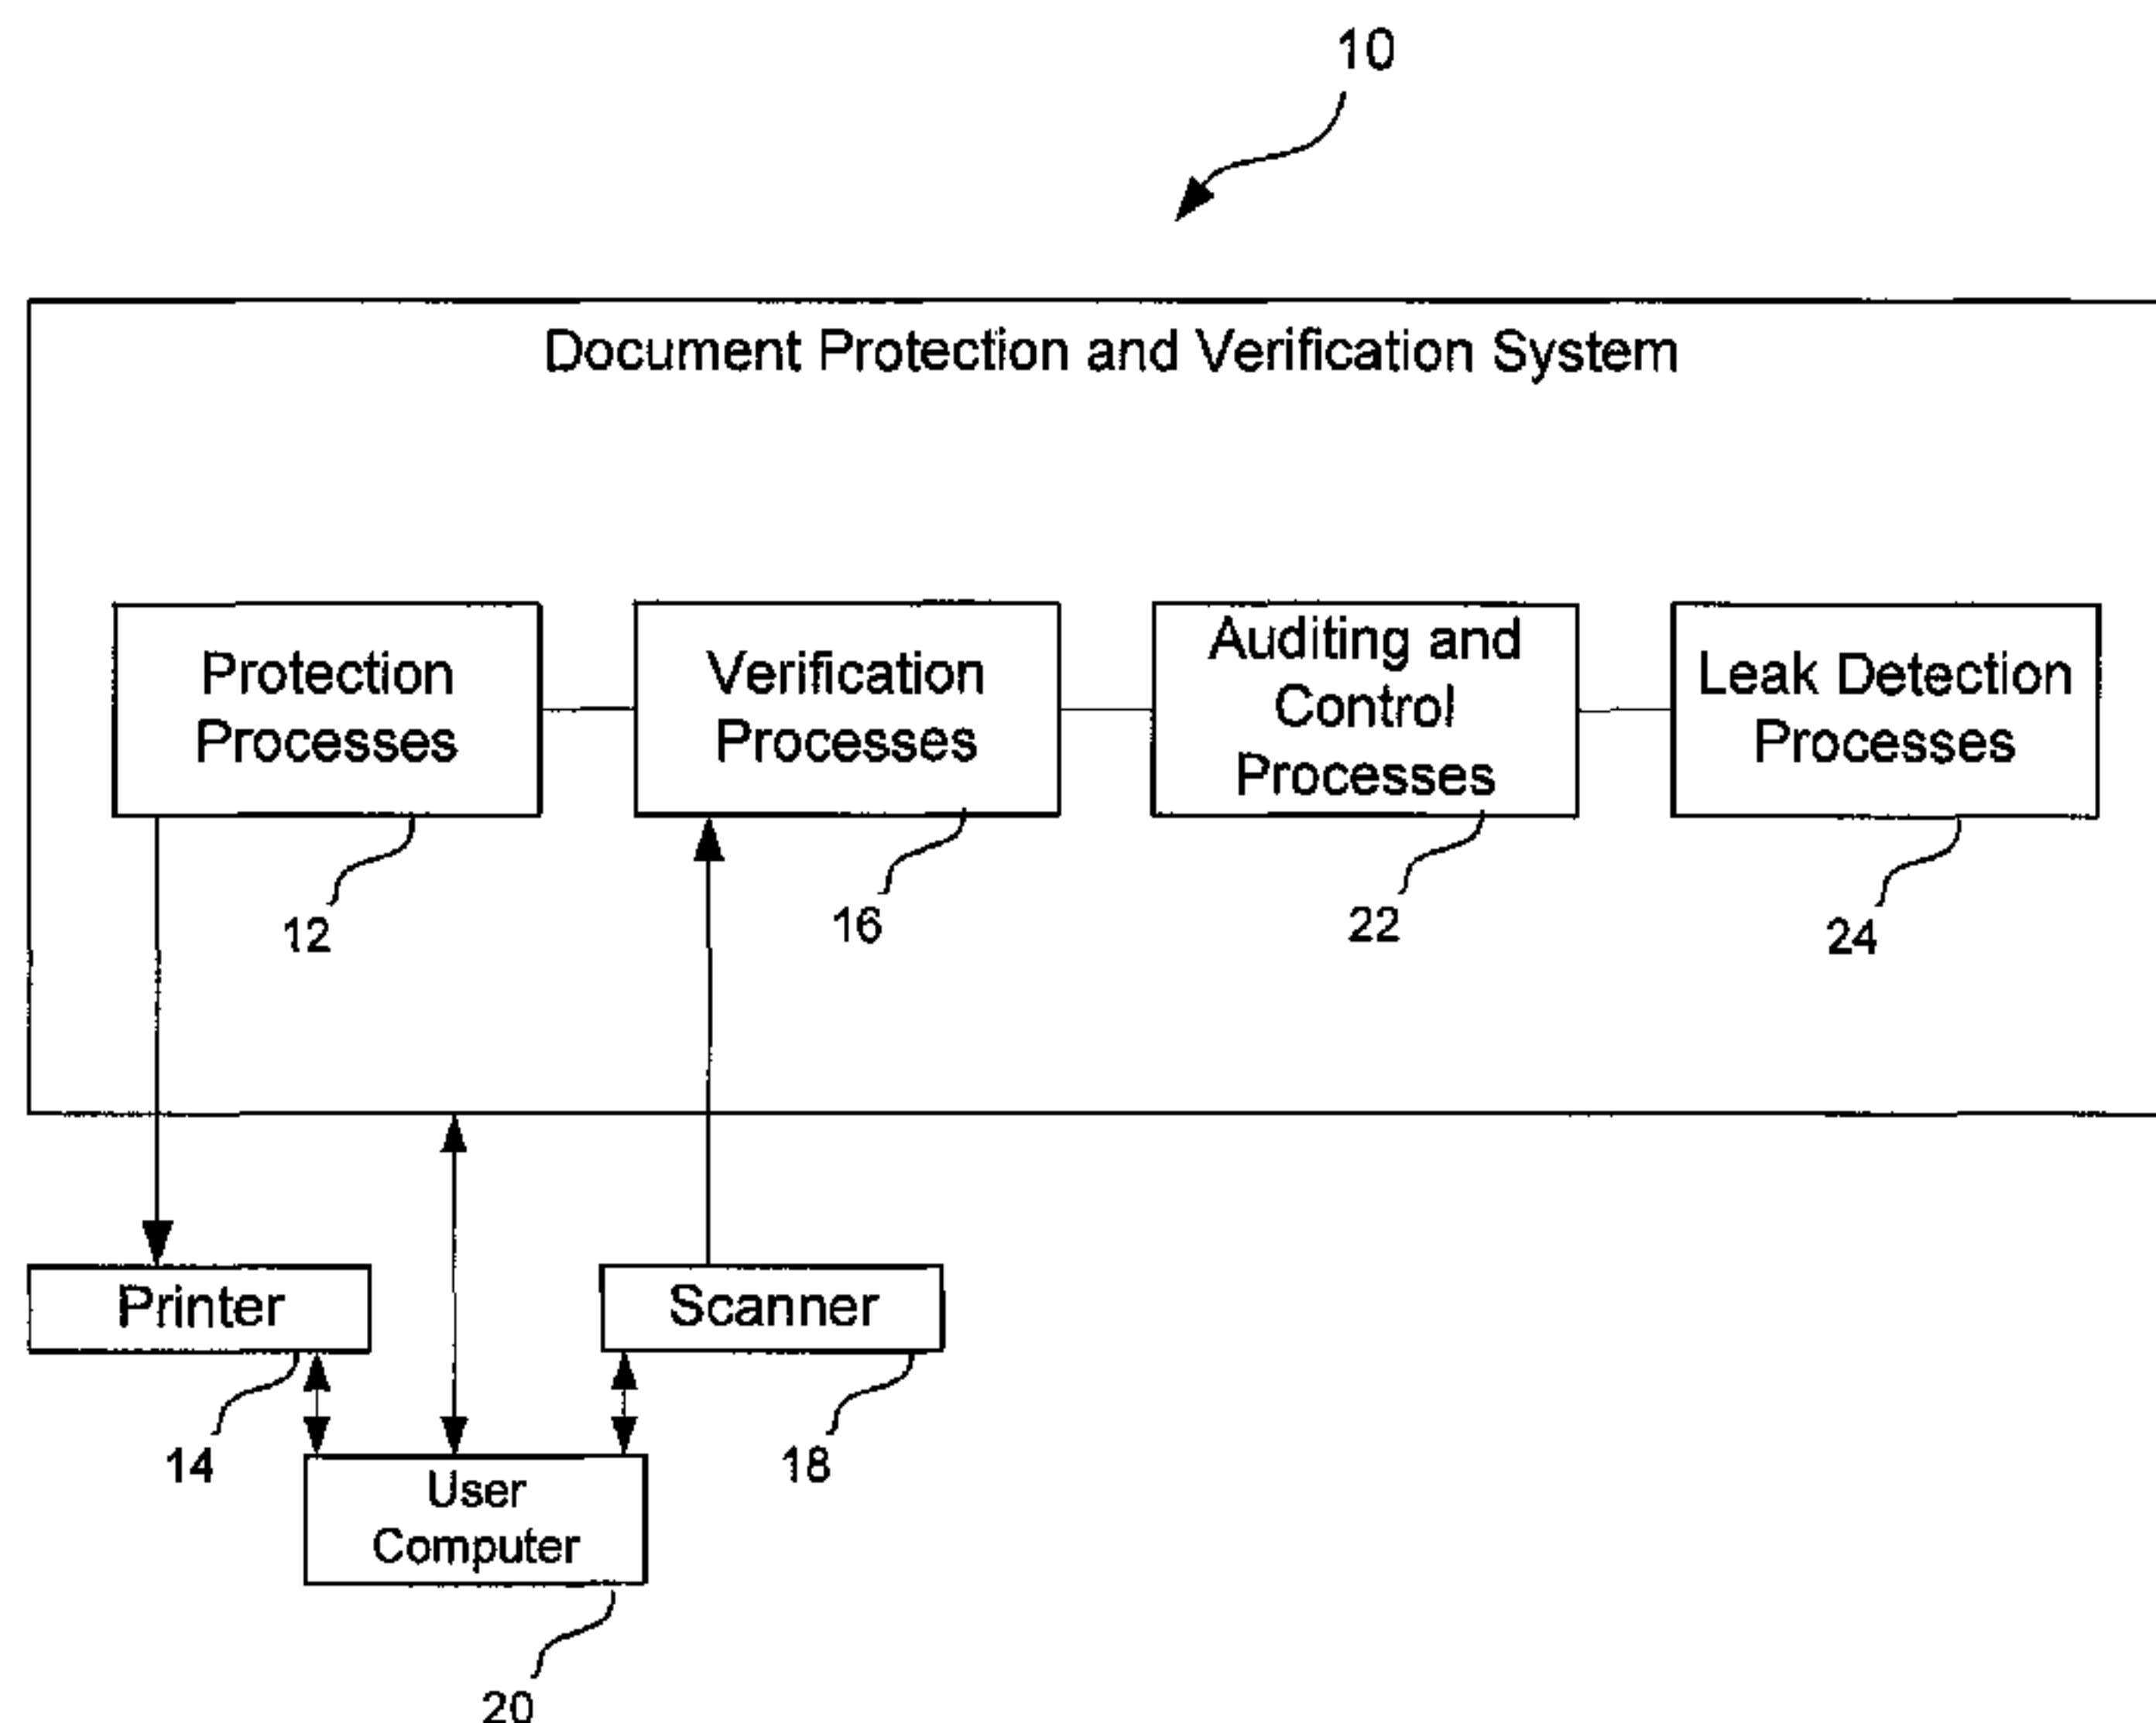 10
Document Protection and Verification System
Protection
Processes
Verification
Processes
Auditing and
Control
Processes
Leak Detection
Processes
12
16
22
24
Printer
Scanner
14
18
User
Computer
20